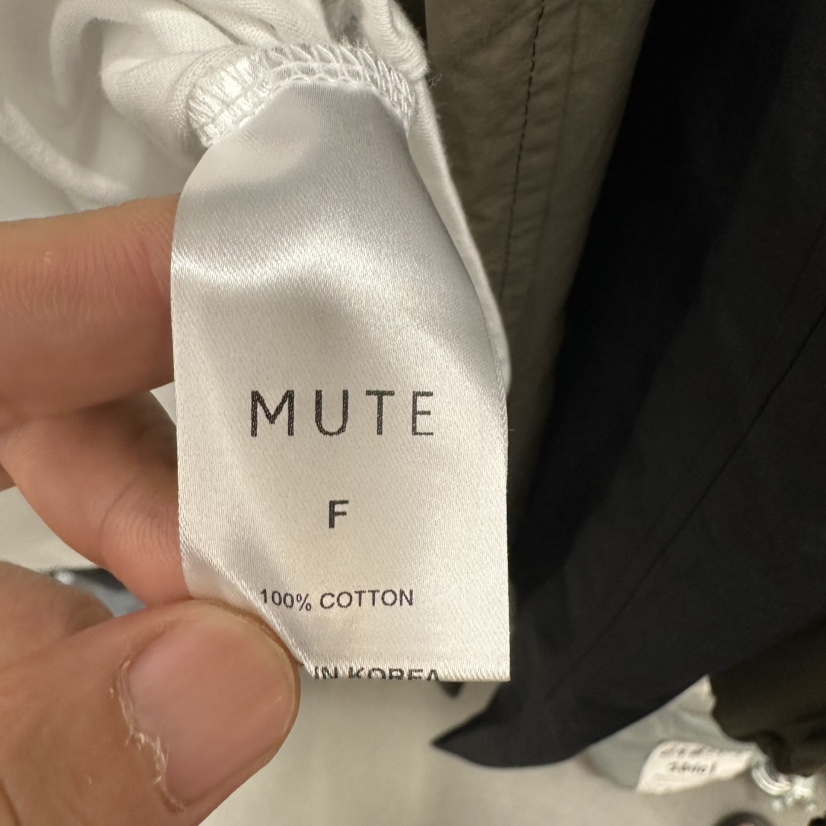 MUTE
F
100% COTTON
IN KOREA